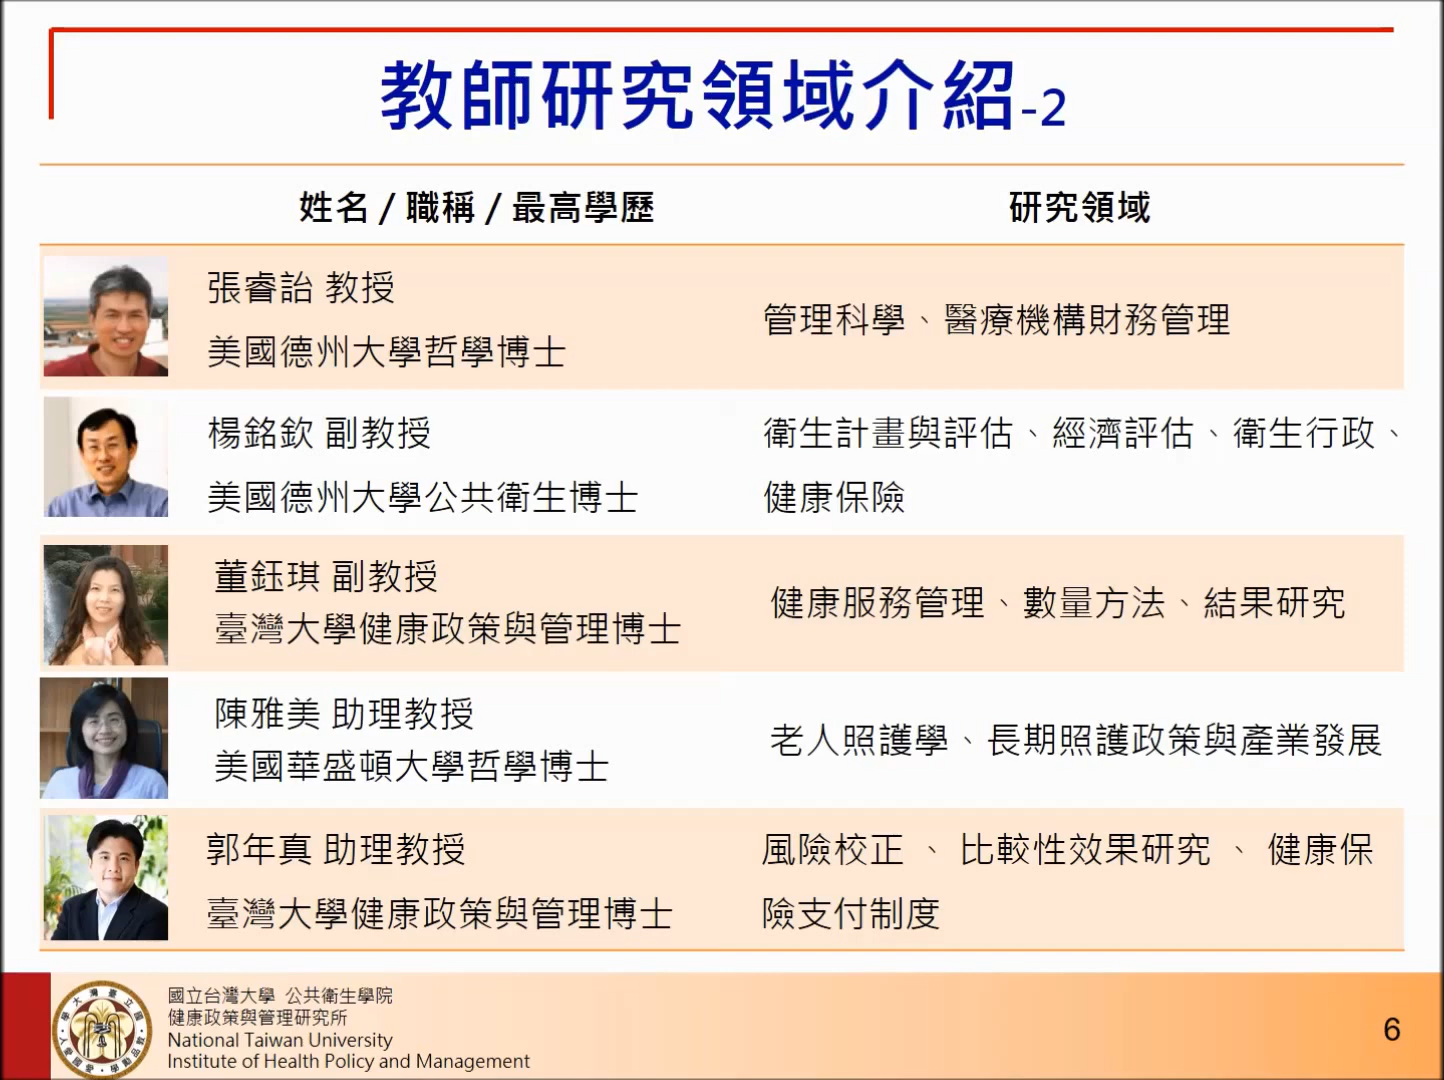 教師研究領域介紹-2
姓名 / 職稱 / 最高學歷
研究領域
張睿詒 教授
美國德州大學哲學博士
管理科學、醫療機構財務管理
楊銘欽 副教授
美國德州大學公共衛生博士
衛生計畫與評估、經濟評估、衛生行政、
健康保險
董鈺琪 副教授
臺灣大學健康政策與管理博士
健康服務管理、數量方法、結果研究
陳雅美 助理教授
美國華盛頓大學哲學博士
老人照護學、長期照護政策與產業發展
郭年真 助理教授
臺灣大學健康政策與管理博士
風險校正 、 比較性效果研究 、 健康保
險支付制度
國立台灣大學 公共衛生學院
健康政策與管理研究所
National Taiwan University
Institute of Health Policy and Management
6